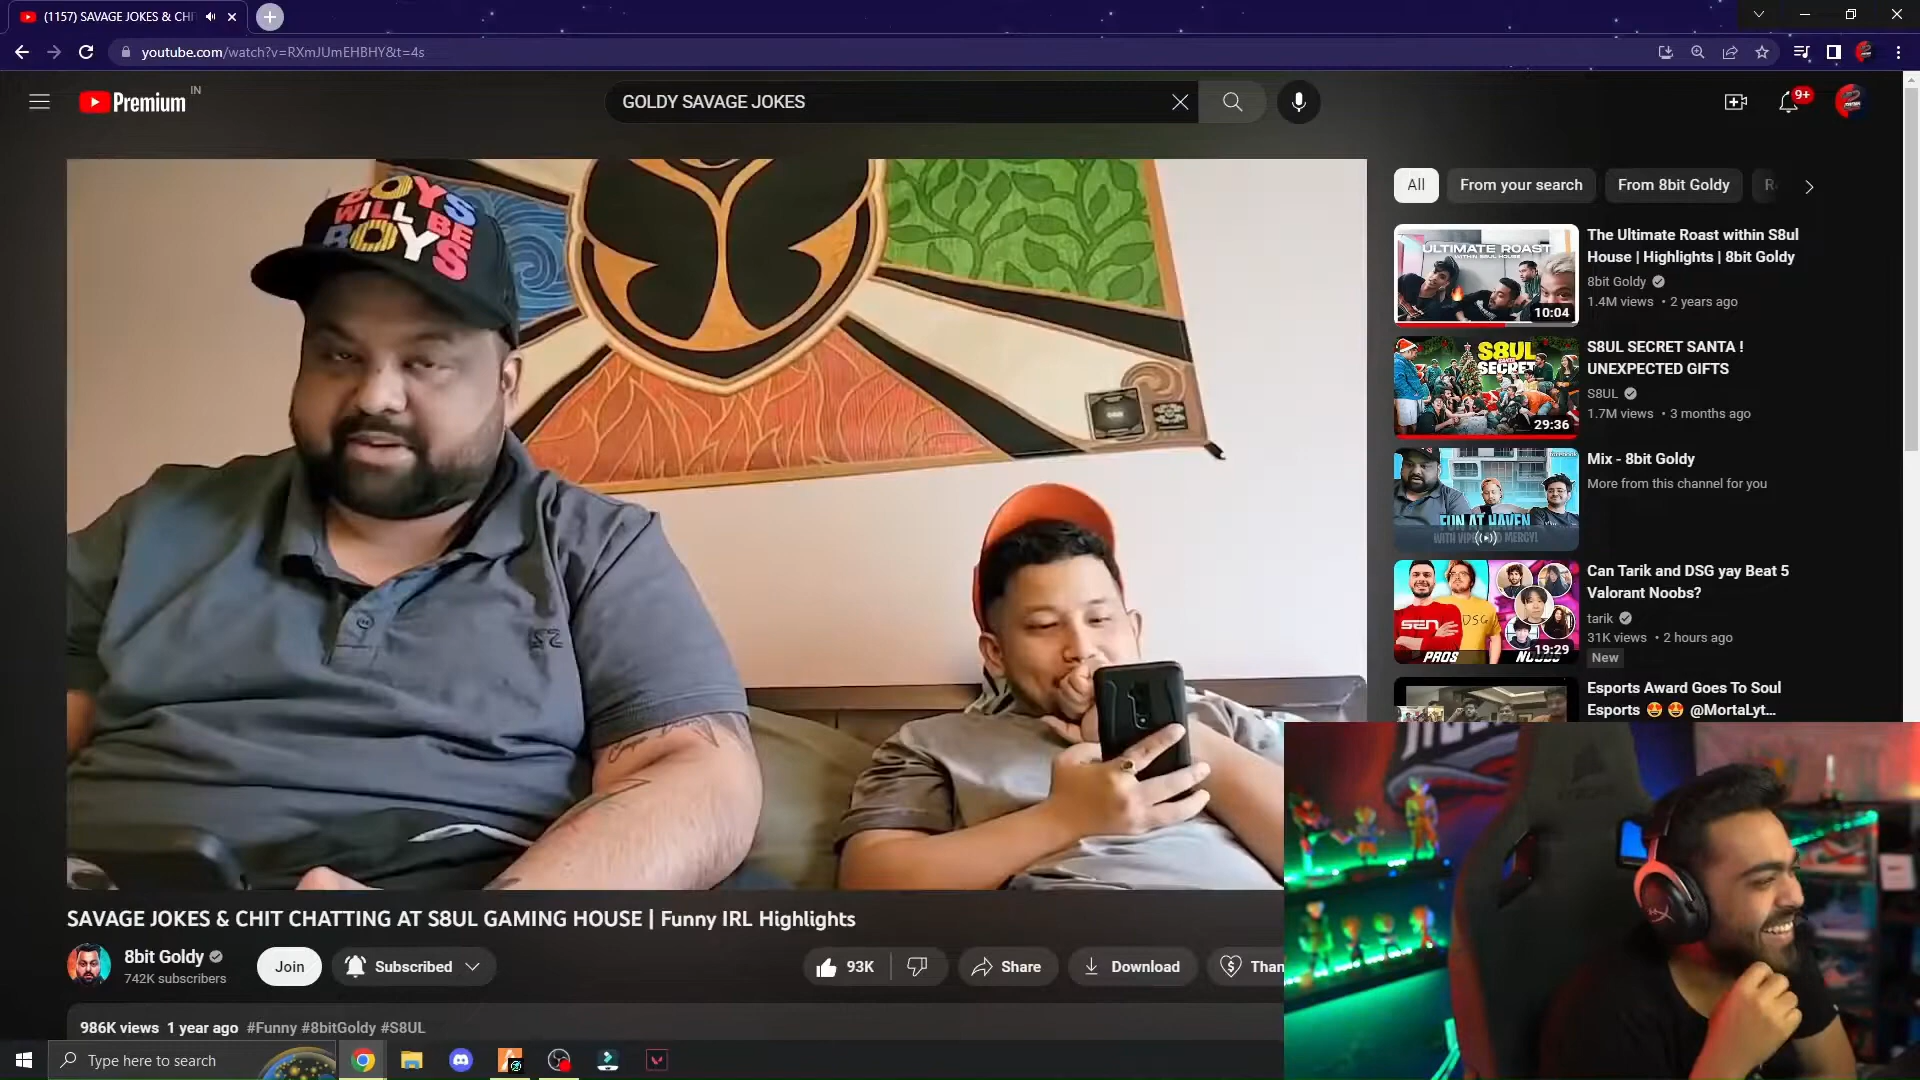 (1157) SAVAGE JOKES & CHI
youtube.com/watch?v=RXmJUmEHBHY&t=4s
Premium IN
GOLDY SAVAGE JOKES
9+
All
From your search
From 8bit Goldy
BOYS
WILL BE
BOYS
ULTIMATE ROAST
WITHIN S8UL HOUSE
10:04
The Ultimate Roast within S8ul
House | Highlights | 8bit Goldy
8bit Goldy
1.4M views • 2 years ago
S8UL
SECRET
29:36
S8UL SECRET SANTA !
UNEXPECTED GIFTS
S8UL
1.7M views • 3 months ago
FUN AT HAVEN
Mix - 8bit Goldy
More from this channel for you
SEN
DSG
PROS
NOOBS
19:29
Can Tarik and DSG yay Beat 5
Valorant Noobs?
tarik
31K views • 2 hours ago
New
Esports Award Goes To Soul
Esports 🤩 🤩 @MortaLyt...
SAVAGE JOKES & CHIT CHATTING AT S8UL GAMING HOUSE | Funny IRL Highlights
8bit Goldy
742K subscribers
Join
Subscribed
93K
Share
Download
Than
986K views 1 year ago #Funny #8bitGoldy #S8UL
Type here to search